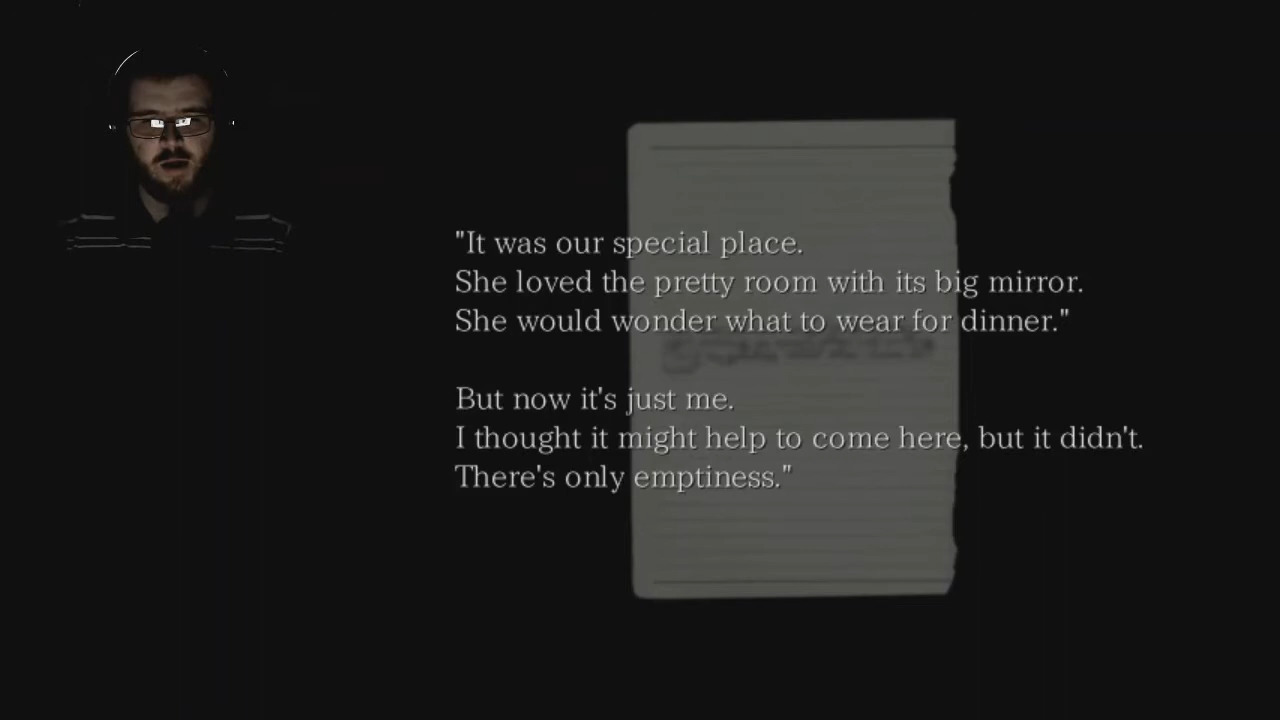 "It was our special place.
She loved the pretty room with its big mirror.
She would wonder what to wear for dinner."
But now it's just me.
I thought it might help to come here, but it didn't.
There's only emptiness."